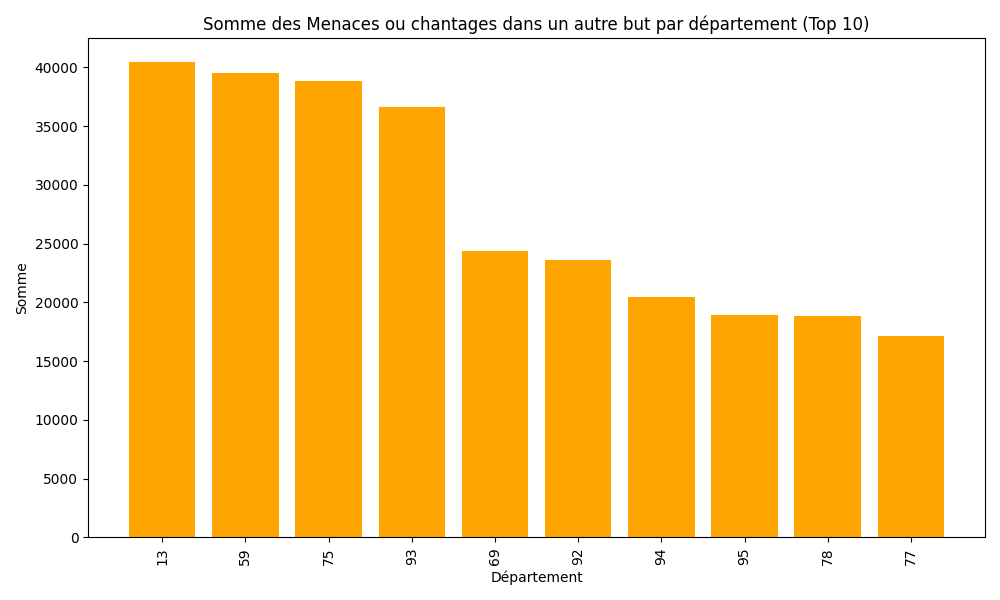 Somme des Menaces ou chantages dans un autre but par département (Top 10)
40000
35000
30000
25000
20000
15000
10000
5000
0
Somme
13 59 75 93 69 92 94 95 78 77
Département